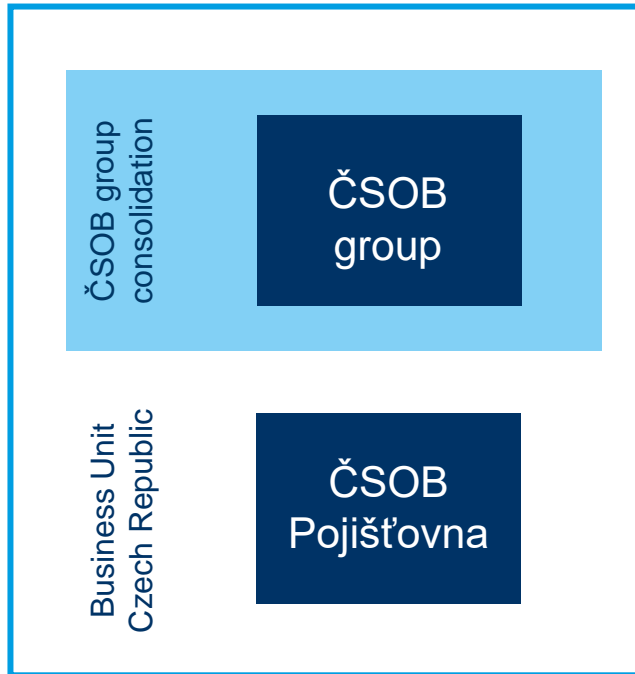 ČSOB group
consolidation
ČSOB
group
Business Unit
Czech Republic
ČSOB
Pojišťovna